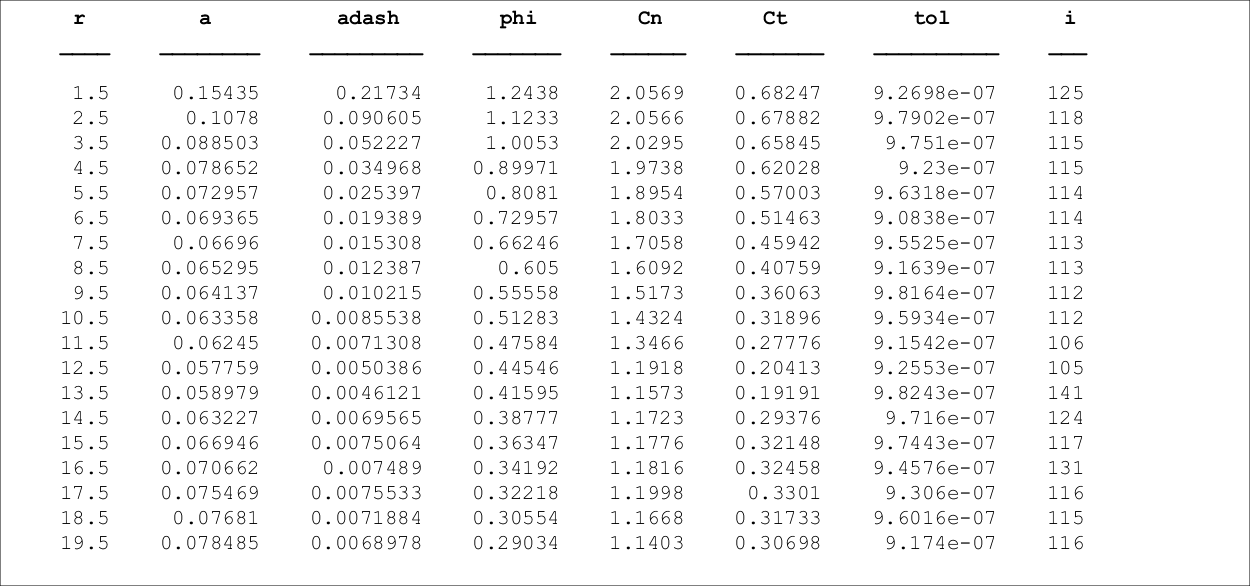 r a adash phi Cn Ct tol i
1.5 0.15435 0.21734 1.2438 2.0569 0.68247 9.2698e-07 125
2.5 0.1078 0.090605 1.1233 2.0566 0.67882 9.7902e-07 118
3.5 0.088503 0.052227 1.0053 2.0295 0.65845 9.751e-07 115
4.5 0.078652 0.034968 0.89971 1.9738 0.62028 9.23e-07 115
5.5 0.072957 0.025397 0.8081 1.8954 0.57003 9.6318e-07 114
6.5 0.069365 0.019389 0.72957 1.8033 0.51463 9.0838e-07 114
7.5 0.06696 0.015308 0.66246 1.7058 0.45942 9.5525e-07 113
8.5 0.065295 0.012387 0.605 1.6092 0.40759 9.1639e-07 113
9.5 0.064137 0.010215 0.55558 1.5173 0.36063 9.8164e-07 112
10.5 0.063358 0.0085538 0.51283 1.4324 0.31896 9.5934e-07 112
11.5 0.06245 0.0071308 0.47584 1.3466 0.27776 9.1542e-07 106
12.5 0.057759 0.0050386 0.44546 1.1918 0.20413 9.2553e-07 105
13.5 0.058979 0.0046121 0.41595 1.1573 0.19191 9.8243e-07 141
14.5 0.063227 0.0069565 0.38777 1.1723 0.29376 9.716e-07 124
15.5 0.066946 0.0075064 0.36347 1.1776 0.32148 9.7443e-07 117
16.5 0.070662 0.007489 0.34192 1.1816 0.32458 9.4576e-07 131
17.5 0.075469 0.0075533 0.32218 1.1998 0.3301 9.306e-07 116
18.5 0.07681 0.0071884 0.30554 1.1668 0.31733 9.6016e-07 115
19.5 0.078485 0.0068978 0.29034 1.1403 0.30698 9.174e-07 116